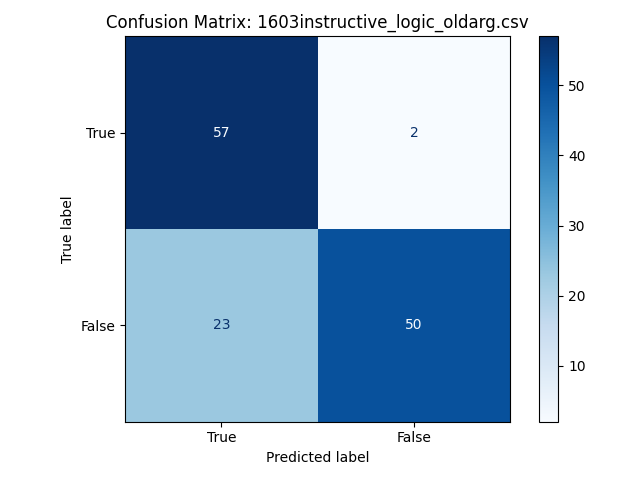 Confusion Matrix: 1603instructive_logic_oldarg.csv
True label
True
57
2
False
23
50
True
False
Predicted label
50
40
30
20
10